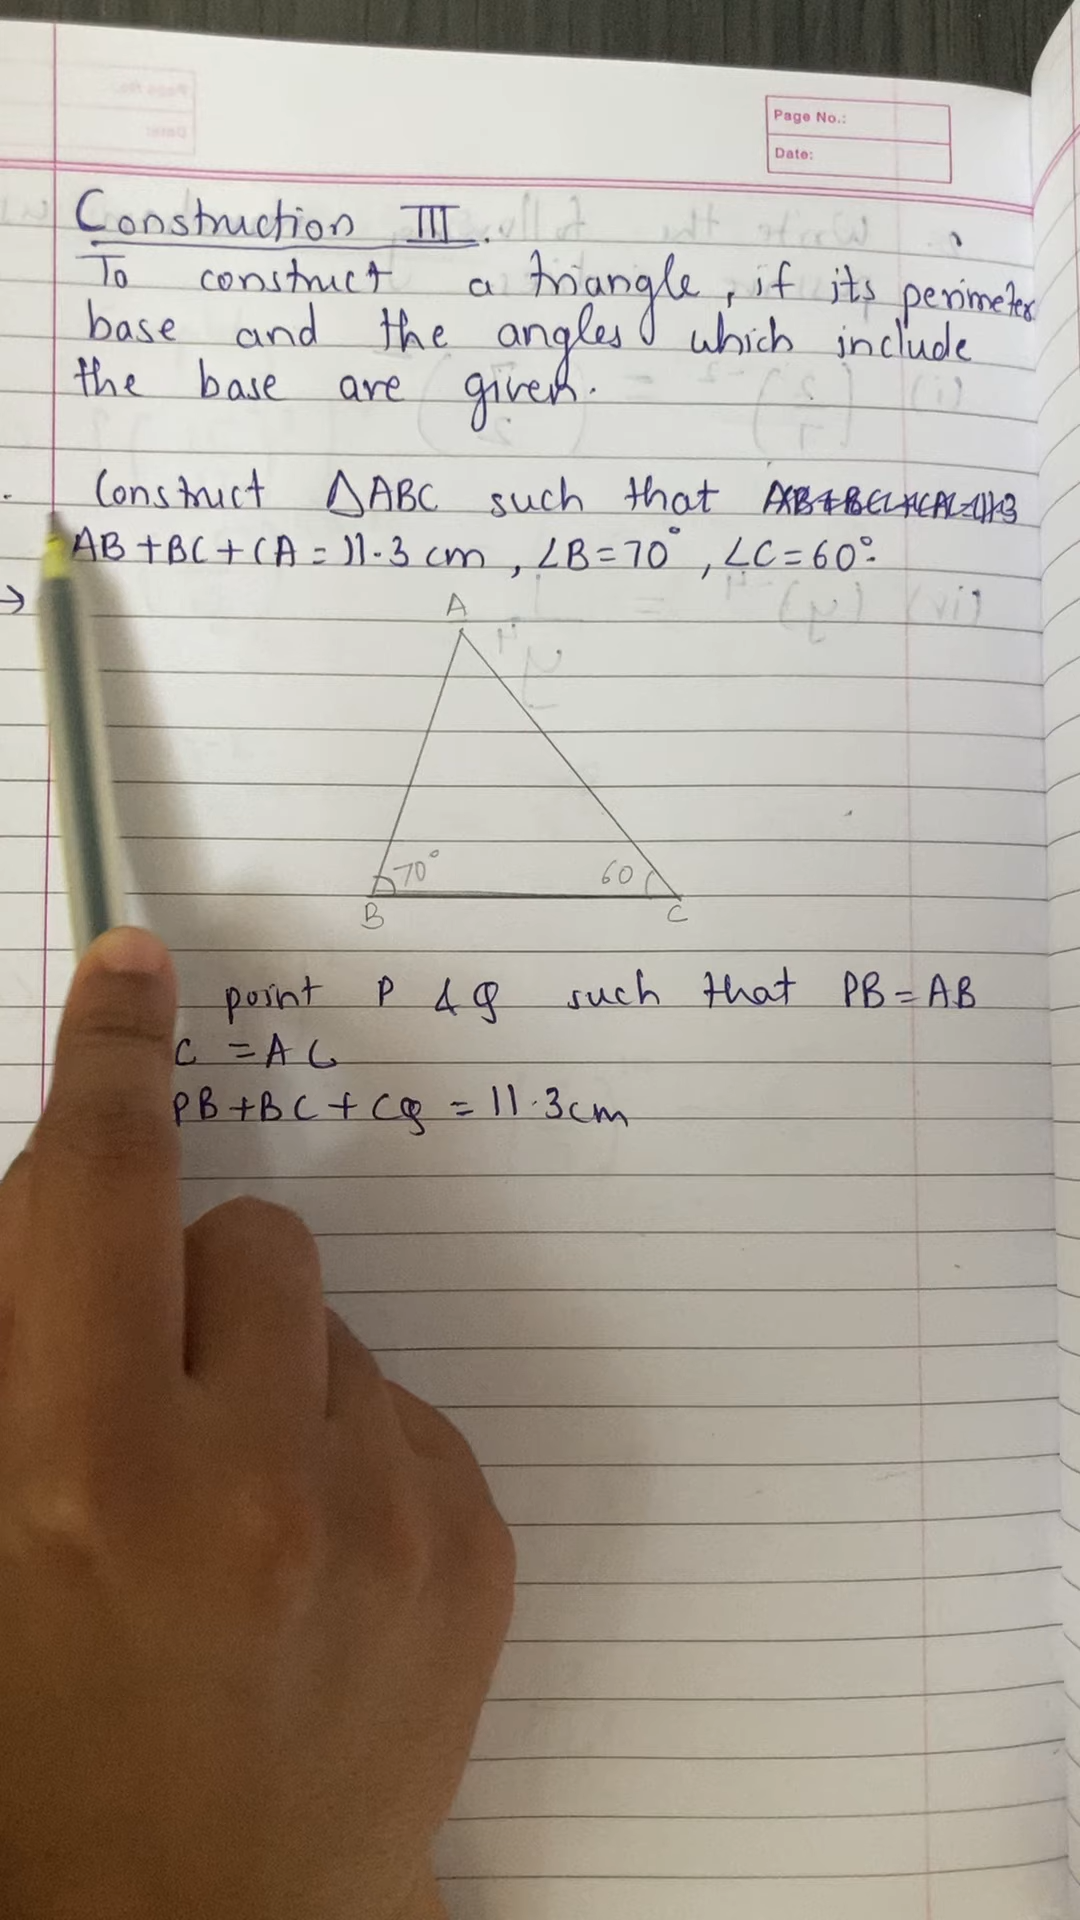 Page No.:
Date:
Construction III.
To construct a triangle, if its perimeter
base and the angles which include
the base are given.
Construct △ABC such that
AB+BC+CA=11.3 cm, ∠B=70°, ∠C=60°.
→
A
70°
60
B
C
point P & Q such that PB=AB
C =AC
PB+BC+CQ=11.3cm